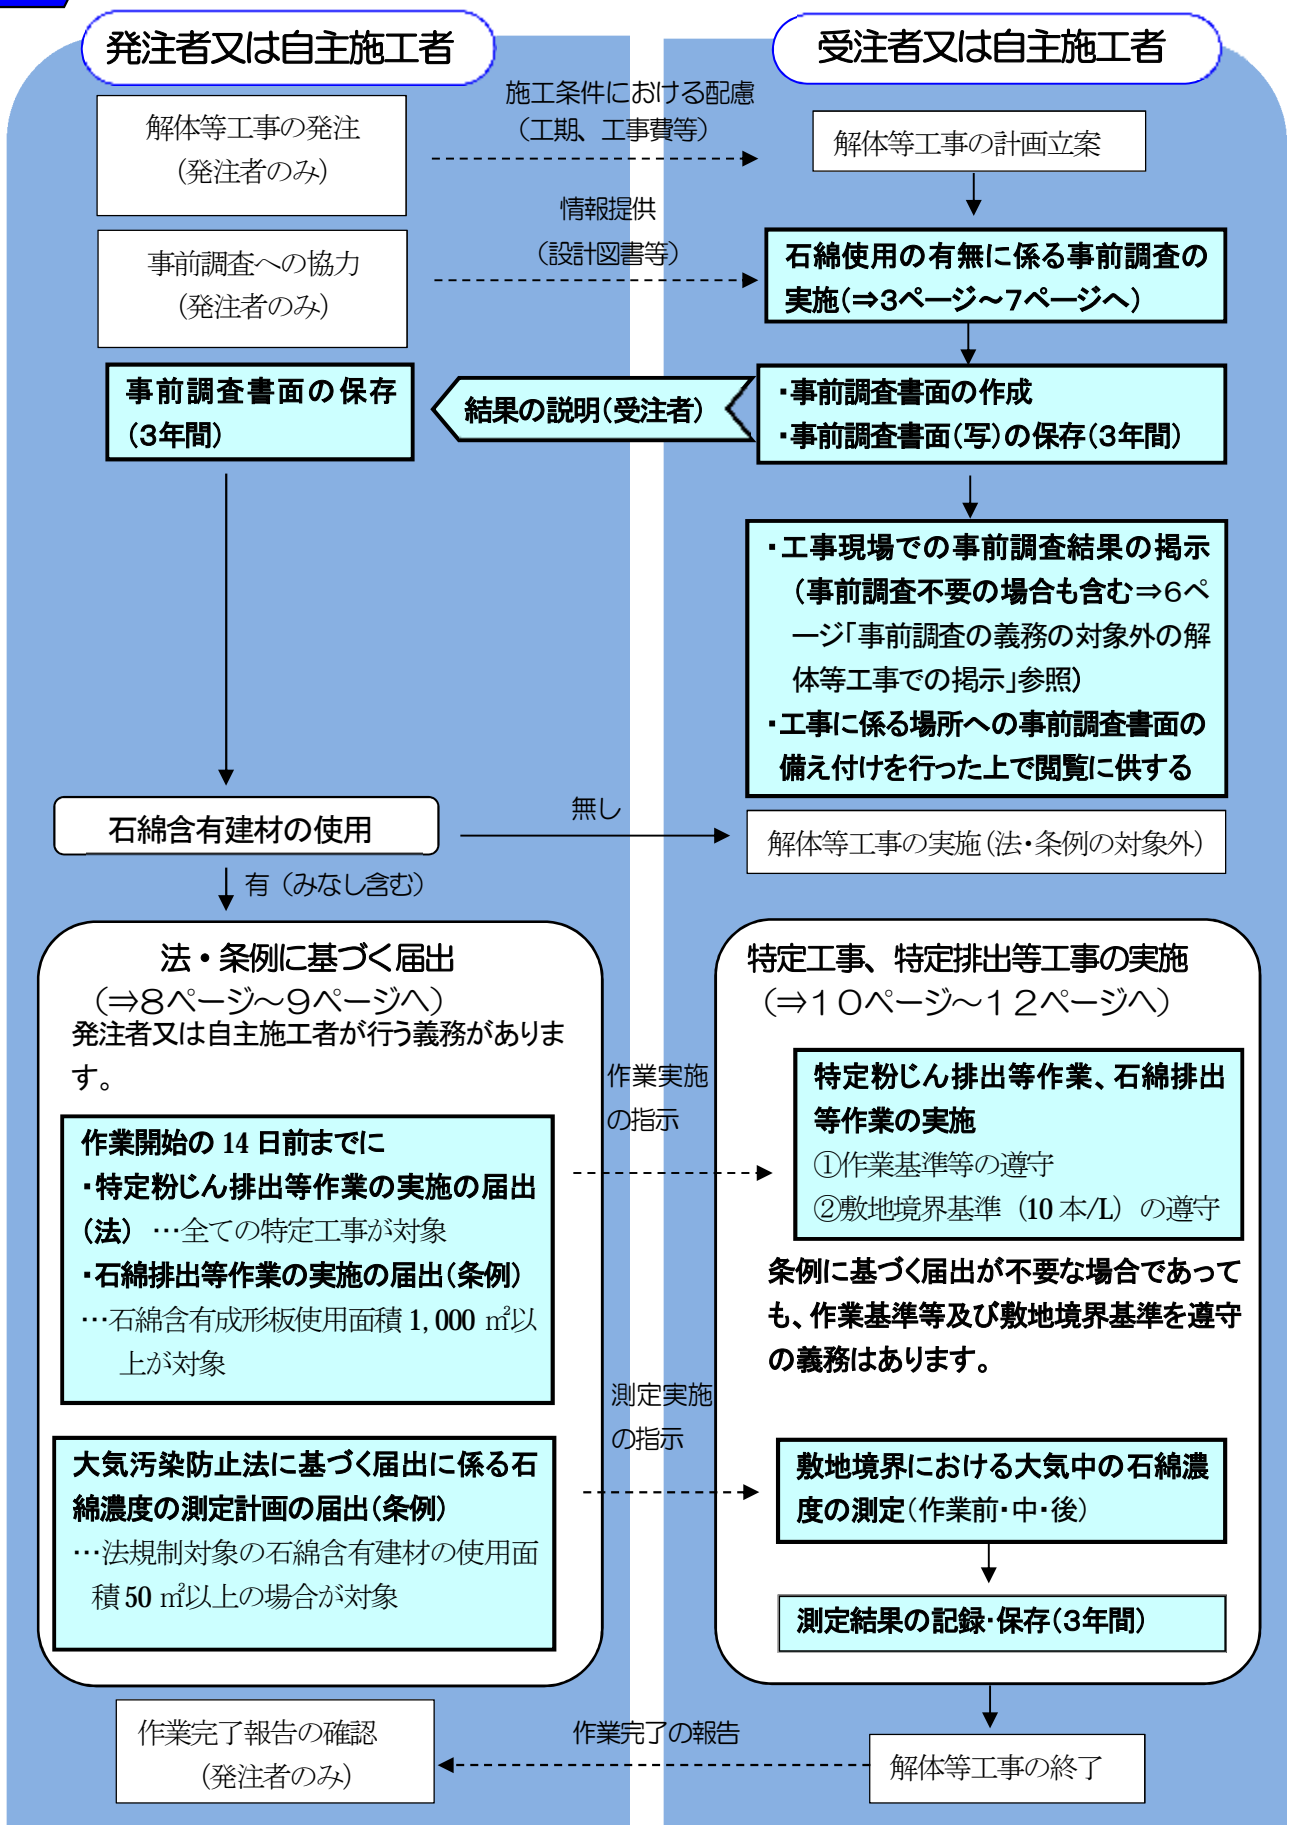 発注者又は自主施工者
受注者又は自主施工者
解体等工事の発注
(発注者のみ)
施工条件における配慮
(工期、工事費等)
解体等工事の計画立案
事前調査への協力
(発注者のみ)
情報提供
(設計図書等)
石綿使用の有無に係る事前調査の
実施(⇒3ページ~7ページへ)
事前調査書面の保存
(3年間)
結果の説明(受注者)
・事前調査書面の作成
・事前調査書面(写)の保存(3年間)
・工事現場での事前調査結果の掲示
(事前調査不要の場合も含む⇒6ペ
ージ「事前調査の義務の対象外の解
体等工事での掲示」参照)
・工事に係る場所への事前調査書面の
備え付けを行った上で閲覧に供する
石綿含有建材の使用
無し
解体等工事の実施(法・条例の対象外)
有(みなし含む)
法・条例に基づく届出
(⇒8ページ~9ページへ)
発注者又は自主施工者が行う義務がありま
す。
作業開始の 14 日前までに
・特定粉じん排出等作業の実施の届出
(法) …全ての特定工事が対象
・石綿排出等作業の実施の届出(条例)
…石綿含有成形板使用面積 1,000 ㎡以
上が対象
大気汚染防止法に基づく届出に係る石
綿濃度の測定計画の届出(条例)
…法規制対象の石綿含有建材の使用面
積 50 ㎡以上の場合が対象
作業実施
の指示
測定実施
の指示
特定工事、特定排出等工事の実施
(⇒10ページ~12ページへ)
特定粉じん排出等作業、石綿排出
等作業の実施
①作業基準等の遵守
②敷地境界基準(10 本/L)の遵守
条例に基づく届出が不要な場合であって
も、作業基準等及び敷地境界基準を遵守
の義務はあります。
敷地境界における大気中の石綿濃
度の測定(作業前・中・後)
測定結果の記録・保存(3年間)
作業完了報告の確認
(発注者のみ)
作業完了の報告
解体等工事の終了